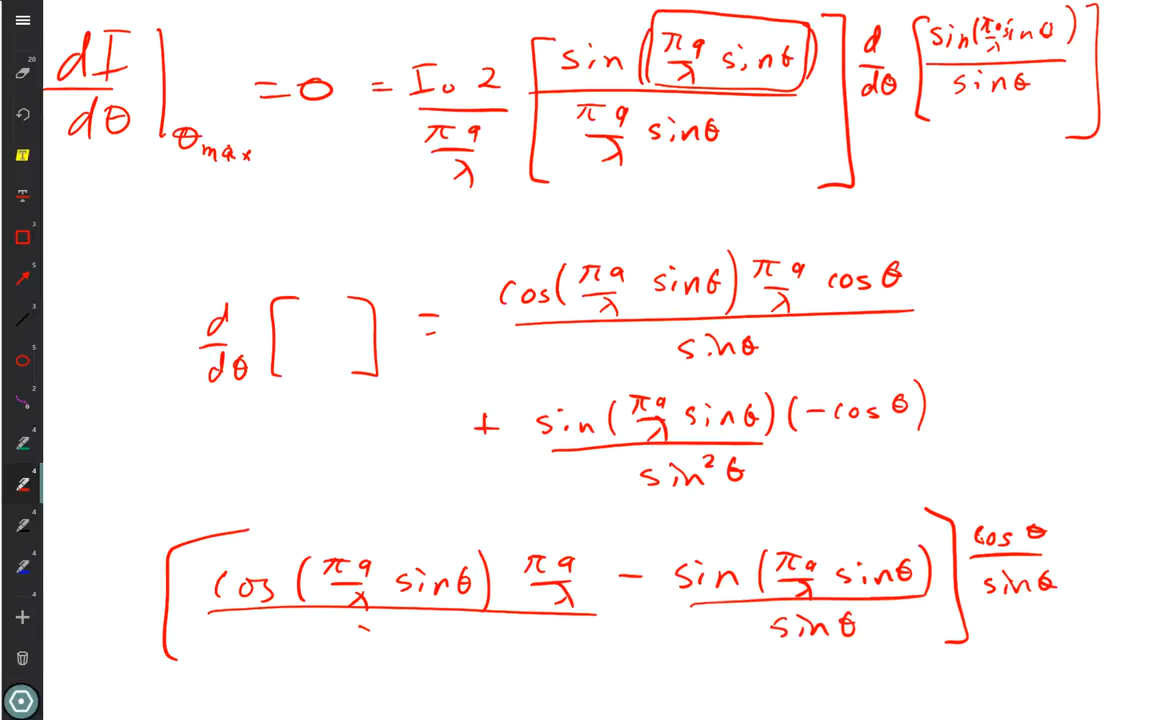 dI/dθ |θmax = 0 = I₀ 2 / (πa/λ) [ sin(πa/λ sinθ) / (πa/λ sinθ) ] d/dθ [ sin(πa/λ sinθ) / sinθ ]
d/dθ [ ] = cos(πa/λ sinθ) πa/λ cosθ / sinθ
+ sin(πa/λ sinθ)(-cosθ) / sin²θ
[ cos(πa/λ sinθ) πa/λ - sin(πa/λ sinθ) / sinθ ] cosθ / sinθ